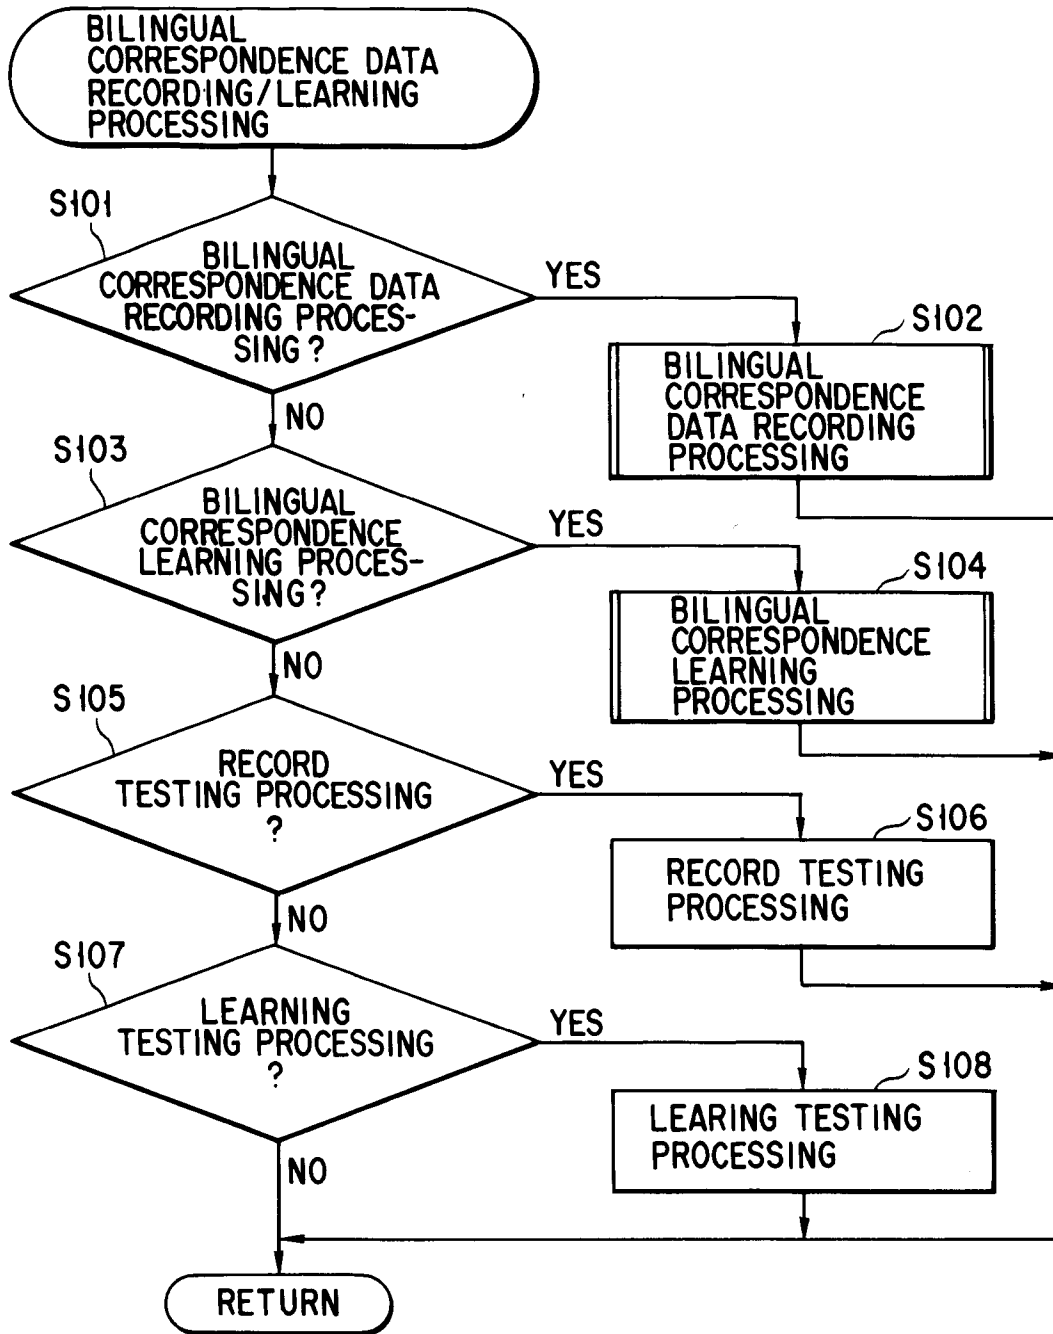 BILINGUAL
CORRESPONDENCE DATA
RECORDING/LEARNING
PROCESSING
S101
BILINGUAL
CORRESPONDENCE DATA
RECORDING PROCES-
SING?
YES
S102
BILINGUAL
CORRESPONDENCE
DATA RECORDING
PROCESSING
NO
S103
BILINGUAL
CORRESPONDENCE
LEARNING PROCES-
SING?
YES
S104
BILINGUAL
CORRESPONDENCE
LEARNING
PROCESSING
NO
S105
RECORD
TESTING PROCESSING
?
YES
S106
RECORD TESTING
PROCESSING
NO
S107
LEARNING
TESTING PROCESSING
?
YES
S108
LEARING TESTING
PROCESSING
NO
RETURN